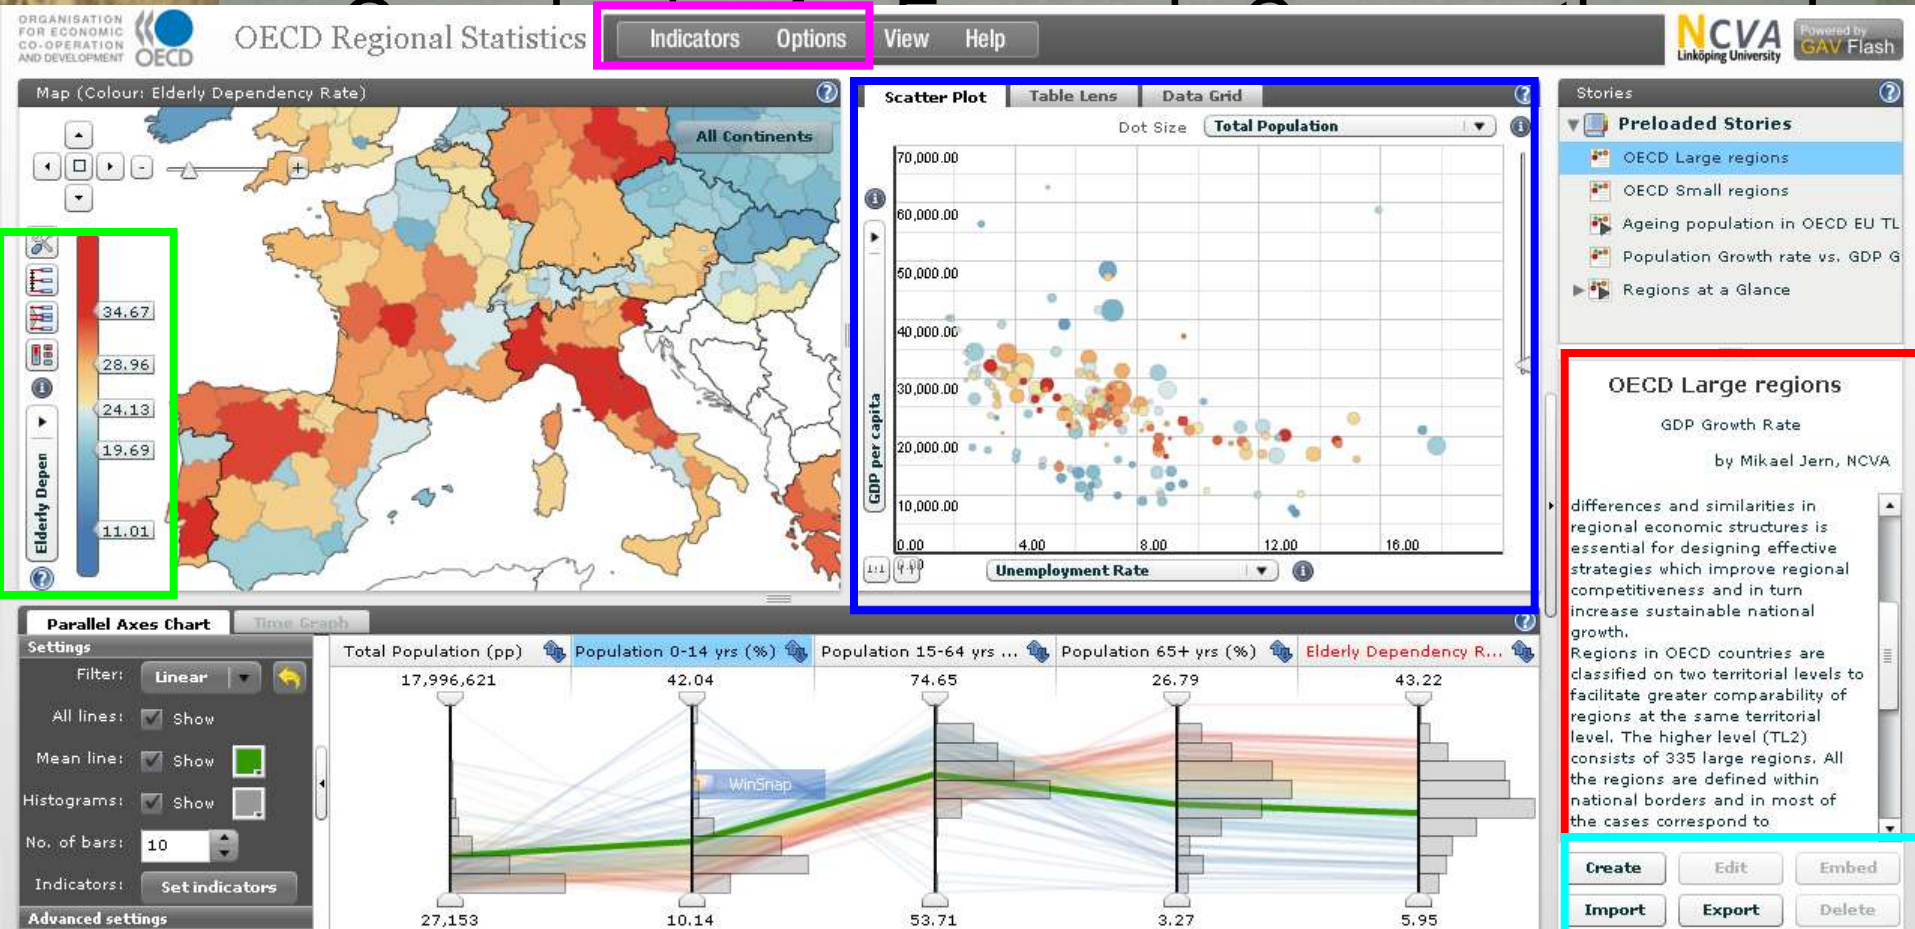 ORGANISATION
FOR ECONOMIC
CO-OPERATION
AND DEVELOPMENT
OECD
OECD Regional Statistics
Indicators Options View Help
NCVA
Linköping University
Powered by
GAV Flash
Map (Colour: Elderly Dependency Rate)
All Continents
34.67
28.96
24.13
19.69
11.01
Elderly Depen
Scatter Plot Table Lens Data Grid
Dot Size Total Population
70,000.00
60,000.00
50,000.00
40,000.00
30,000.00
20,000.00
10,000.00
GDP per capita
0.00 4.00 8.00 12.00 16.00
1:1
Unemployment Rate
Stories
Preloaded Stories
OECD Large regions
OECD Small regions
Ageing population in OECD EU TL
Population Growth rate vs. GDP G
Regions at a Glance
OECD Large regions
GDP Growth Rate
by Mikael Jern, NCVA
differences and similarities in
regional economic structures is
essential for designing effective
strategies which improve regional
competitiveness and in turn
increase sustainable national
growth.
Regions in OECD countries are
classified on two territorial levels to
facilitate greater comparability of
regions at the same territorial
level. The higher level (TL2)
consists of 335 large regions. All
the regions are defined within
national borders and in most of
the cases correspond to
Create Edit Embed
Import Export Delete
Parallel Axes Chart Time Graph
Settings
Filter: Linear
All lines: Show
Mean line: Show
Histograms: Show
No. of bars: 10
Indicators: Set indicators
Advanced settings
Total Population (pp) Population 0-14 yrs (%) Population 15-64 yrs ... Population 65+ yrs (%) Elderly Dependency R...
17,996,621 42.04 74.65 26.79 43.22
WinSnap
27,153 10.14 53.71 3.27 5.95